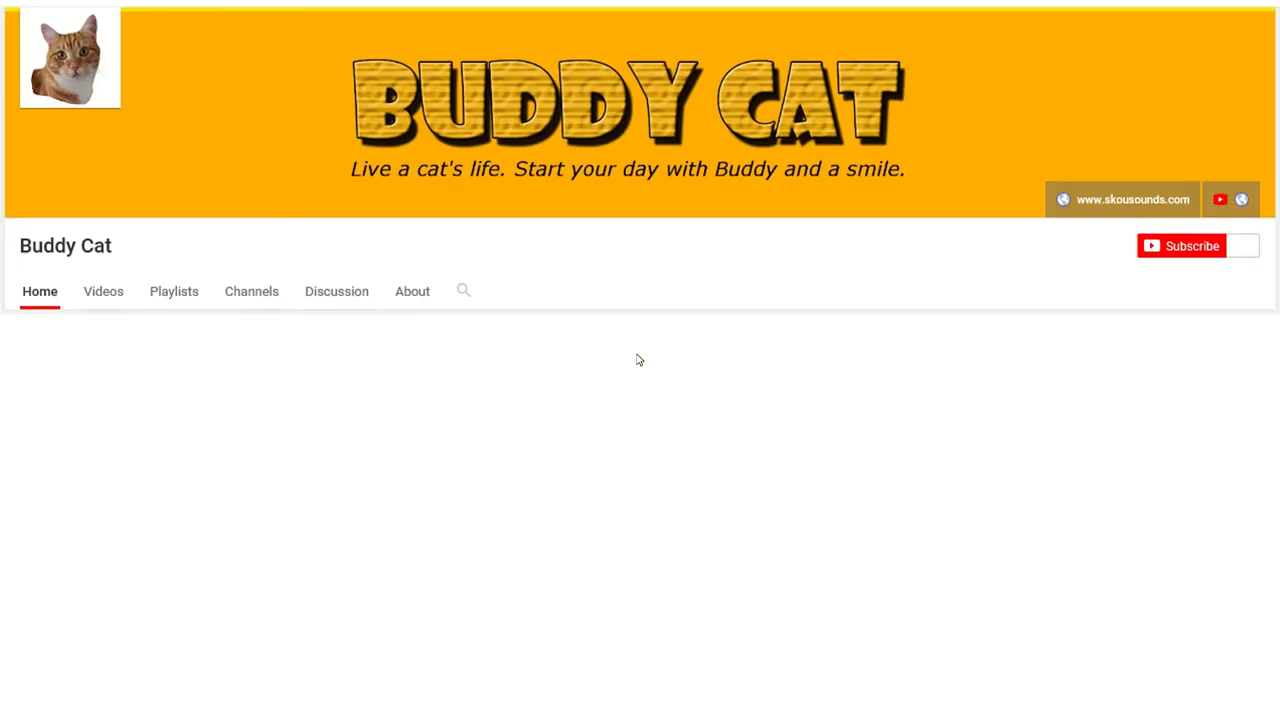 BUDDY CAT
Live a cat's life. Start your day with Buddy and a smile.
www.skousounds.com
Buddy Cat
Subscribe
Home Videos Playlists Channels Discussion About